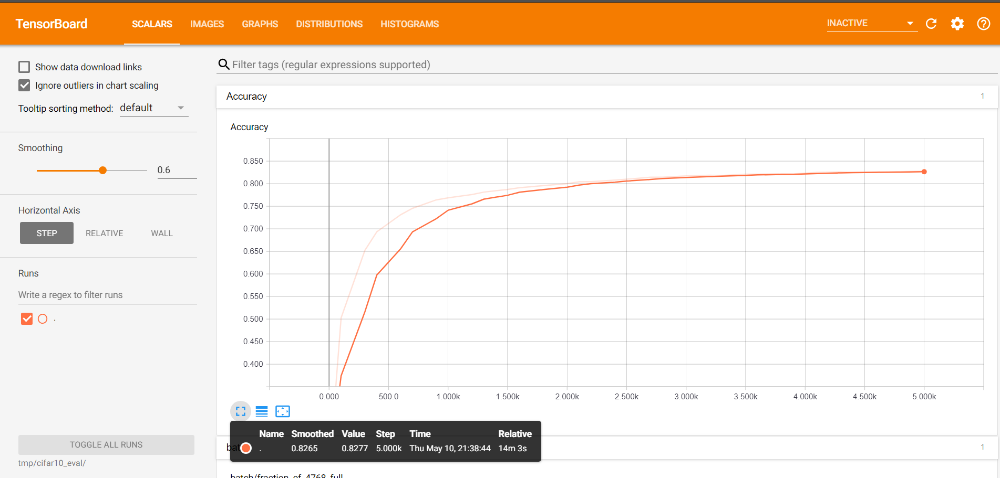 TensorBoard SCALARS IMAGES GRAPHS DISTRIBUTIONS HISTOGRAMS INACTIVE
Show data download links
Ignore outliers in chart scaling
Tooltip sorting method: default
Smoothing
0.6
Horizontal Axis
STEP RELATIVE WALL
Runs
Write a regex to filter runs
.
TOGGLE ALL RUNS
tmp/cifar10_eval/
Filter tags (regular expressions supported)
Accuracy 1
Accuracy
0.850
0.800
0.750
0.700
0.650
0.600
0.550
0.500
0.450
0.400
0.000 500.0 1.000k 1.500k 2.000k 2.500k 3.000k 3.500k 4.000k 4.500k 5.000k
Name Smoothed Value Step Time Relative
. 0.8265 0.8277 5.000k Thu May 10, 21:38:44 14m 3s
1
batch/fraction_of_4768_full